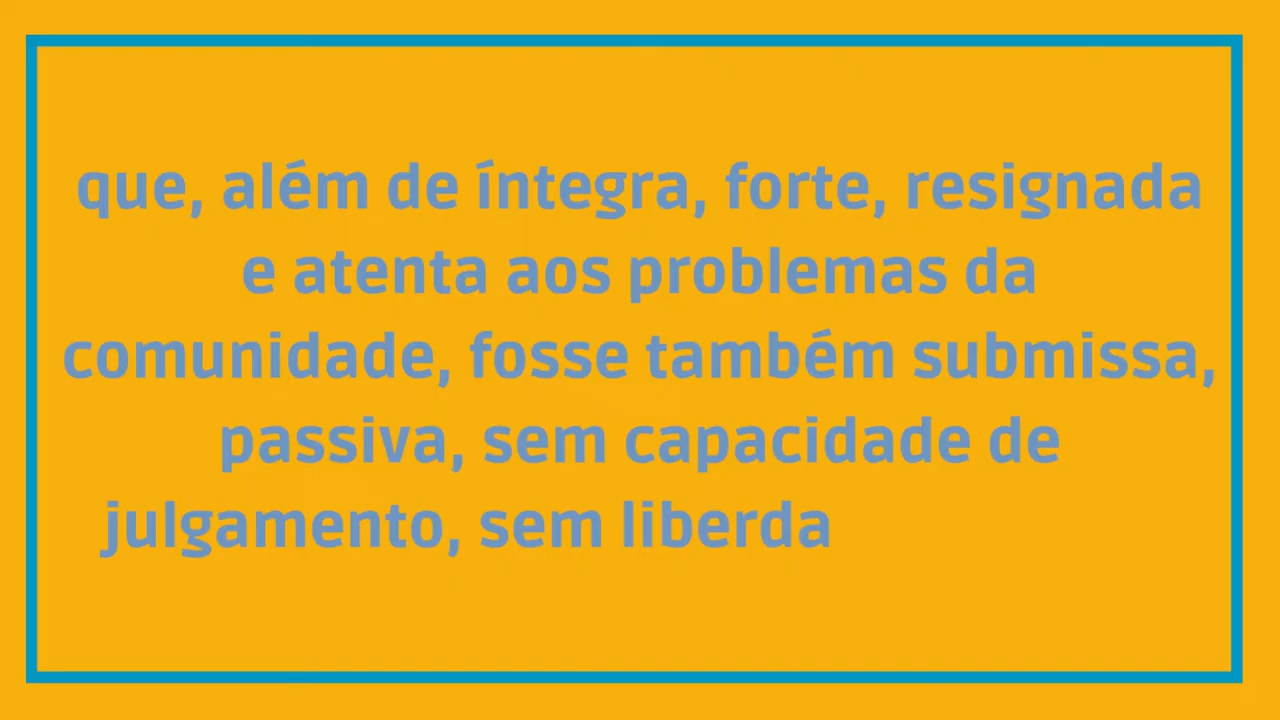 que, além de íntegra, forte, resignada
e atenta aos problemas da
comunidade, fosse também submissa,
passiva, sem capacidade de
julgamento, sem liberda